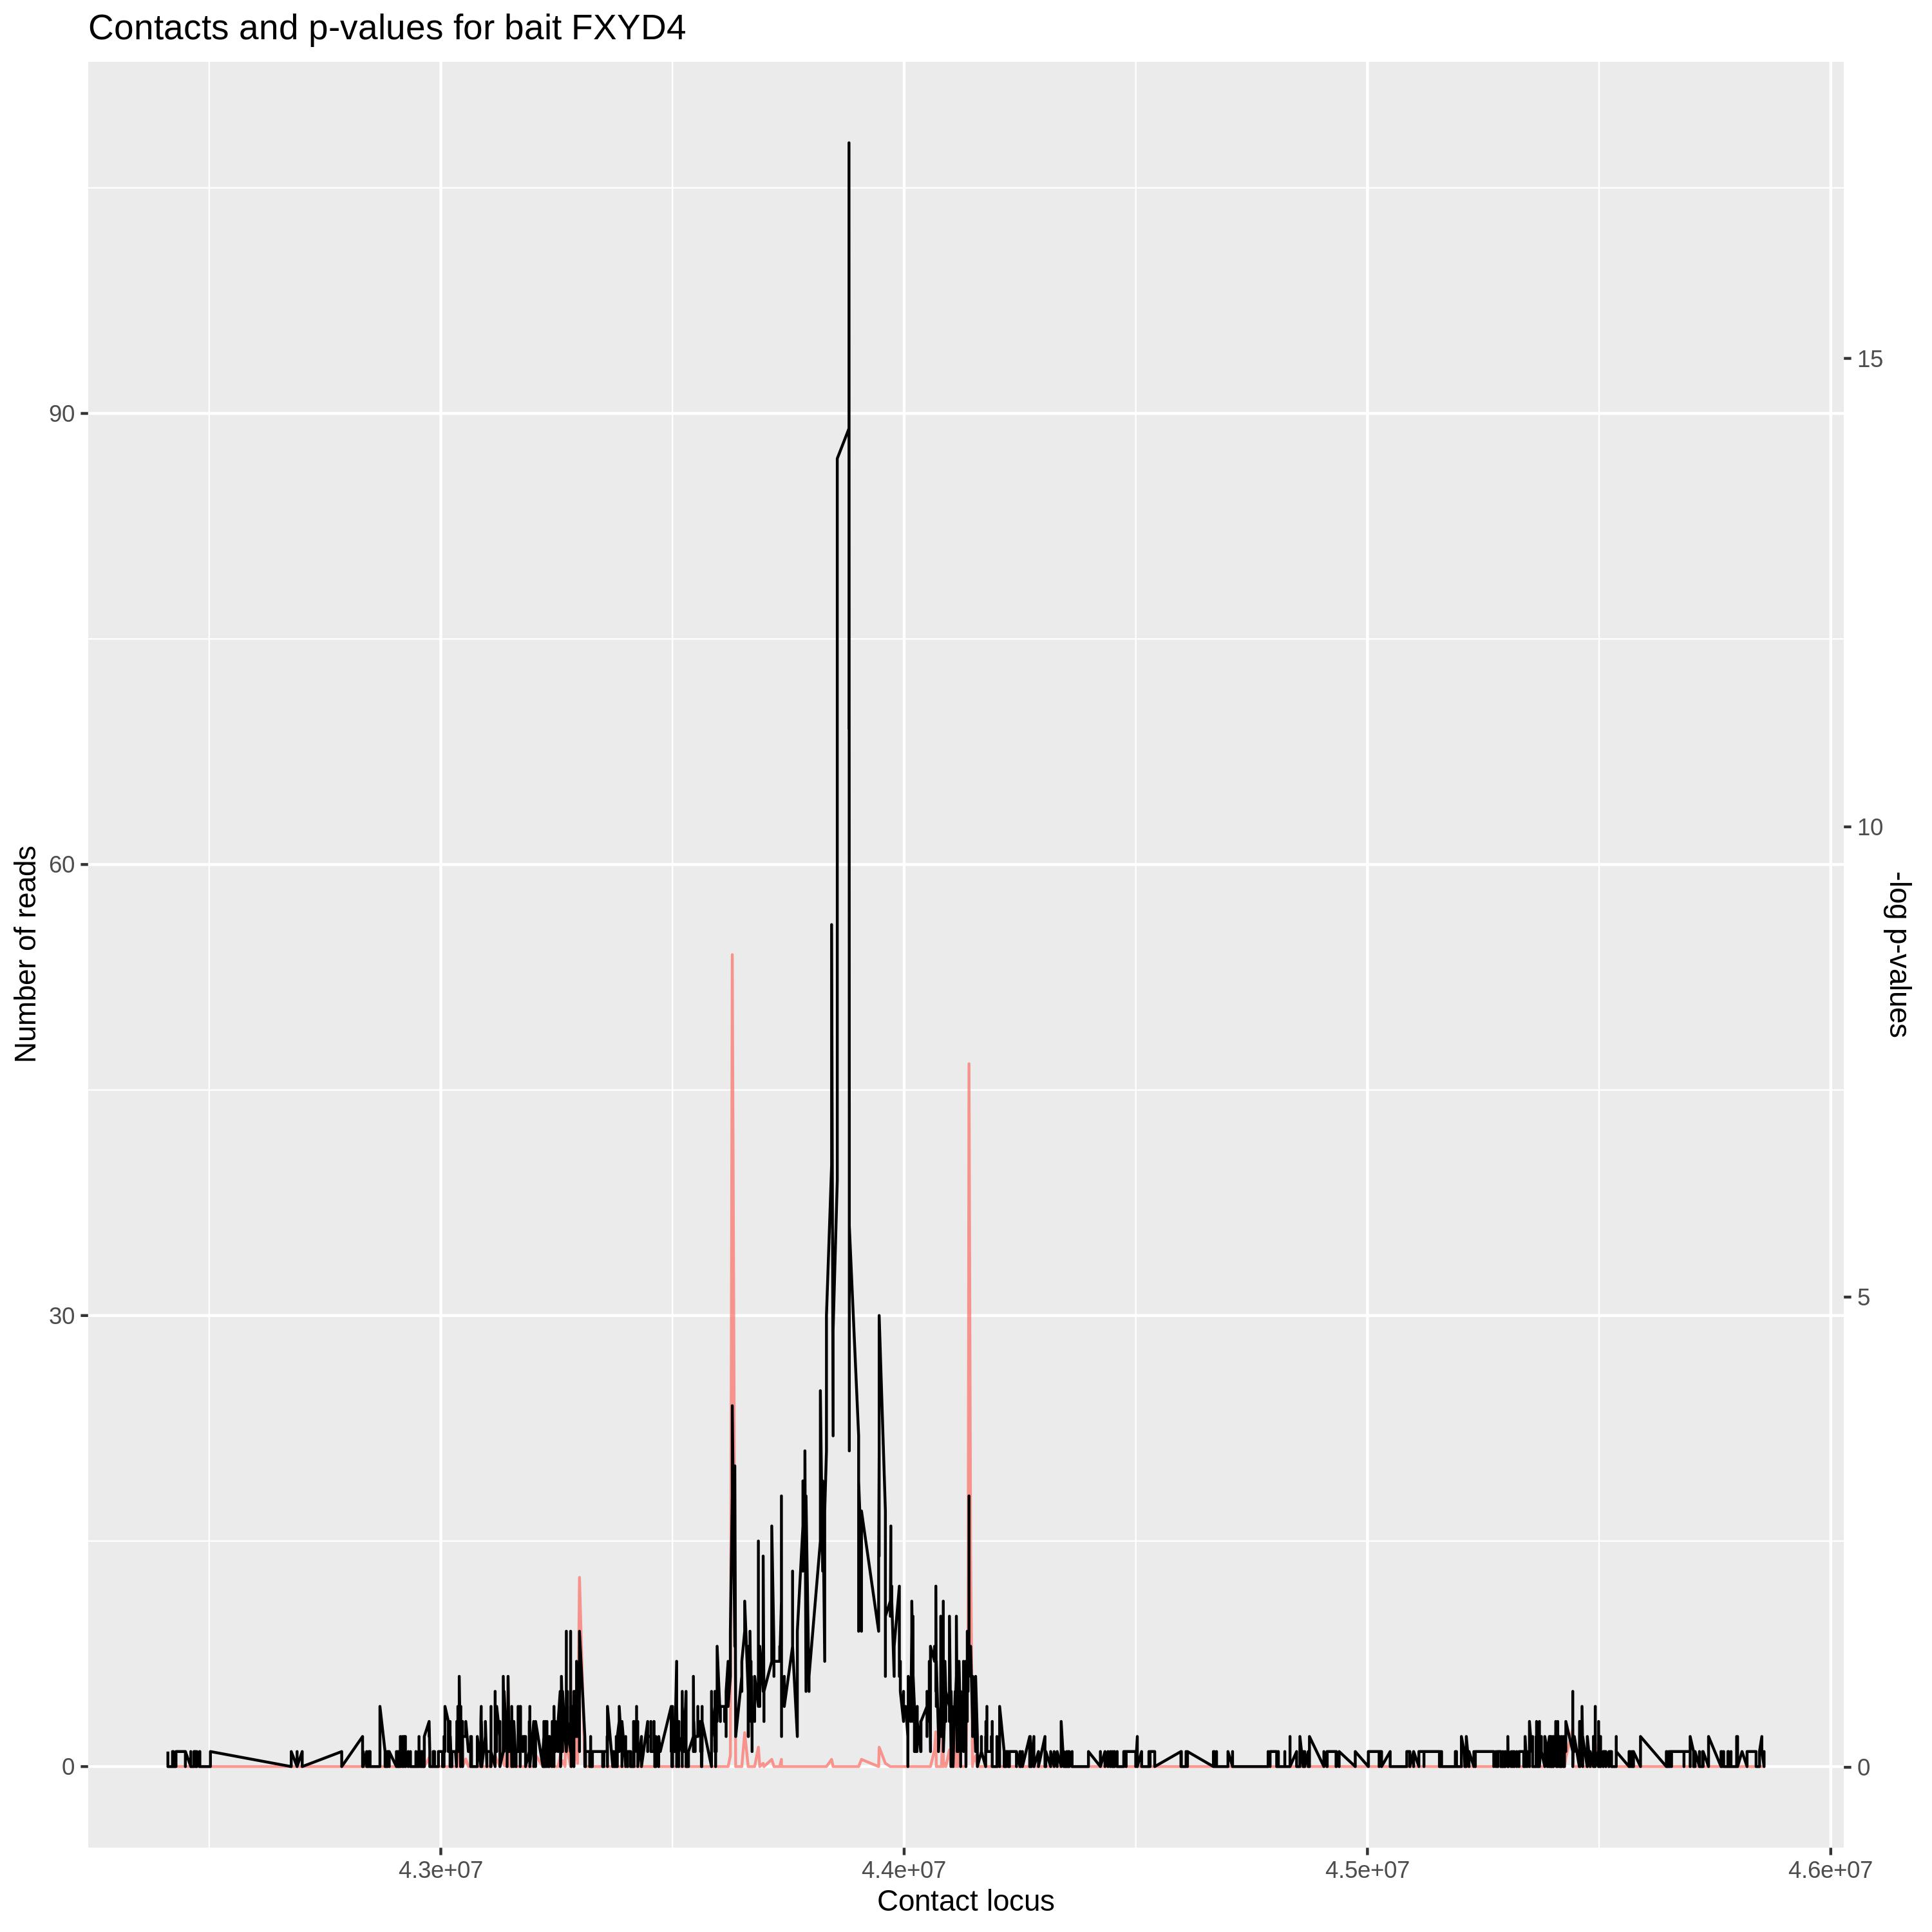 Contacts and p-values for bait FXYD4
Number of reads
90
60
30
0
15
10
5
0
-log p-values
4.3e+07
4.4e+07
4.5e+07
4.6e+07
Contact locus